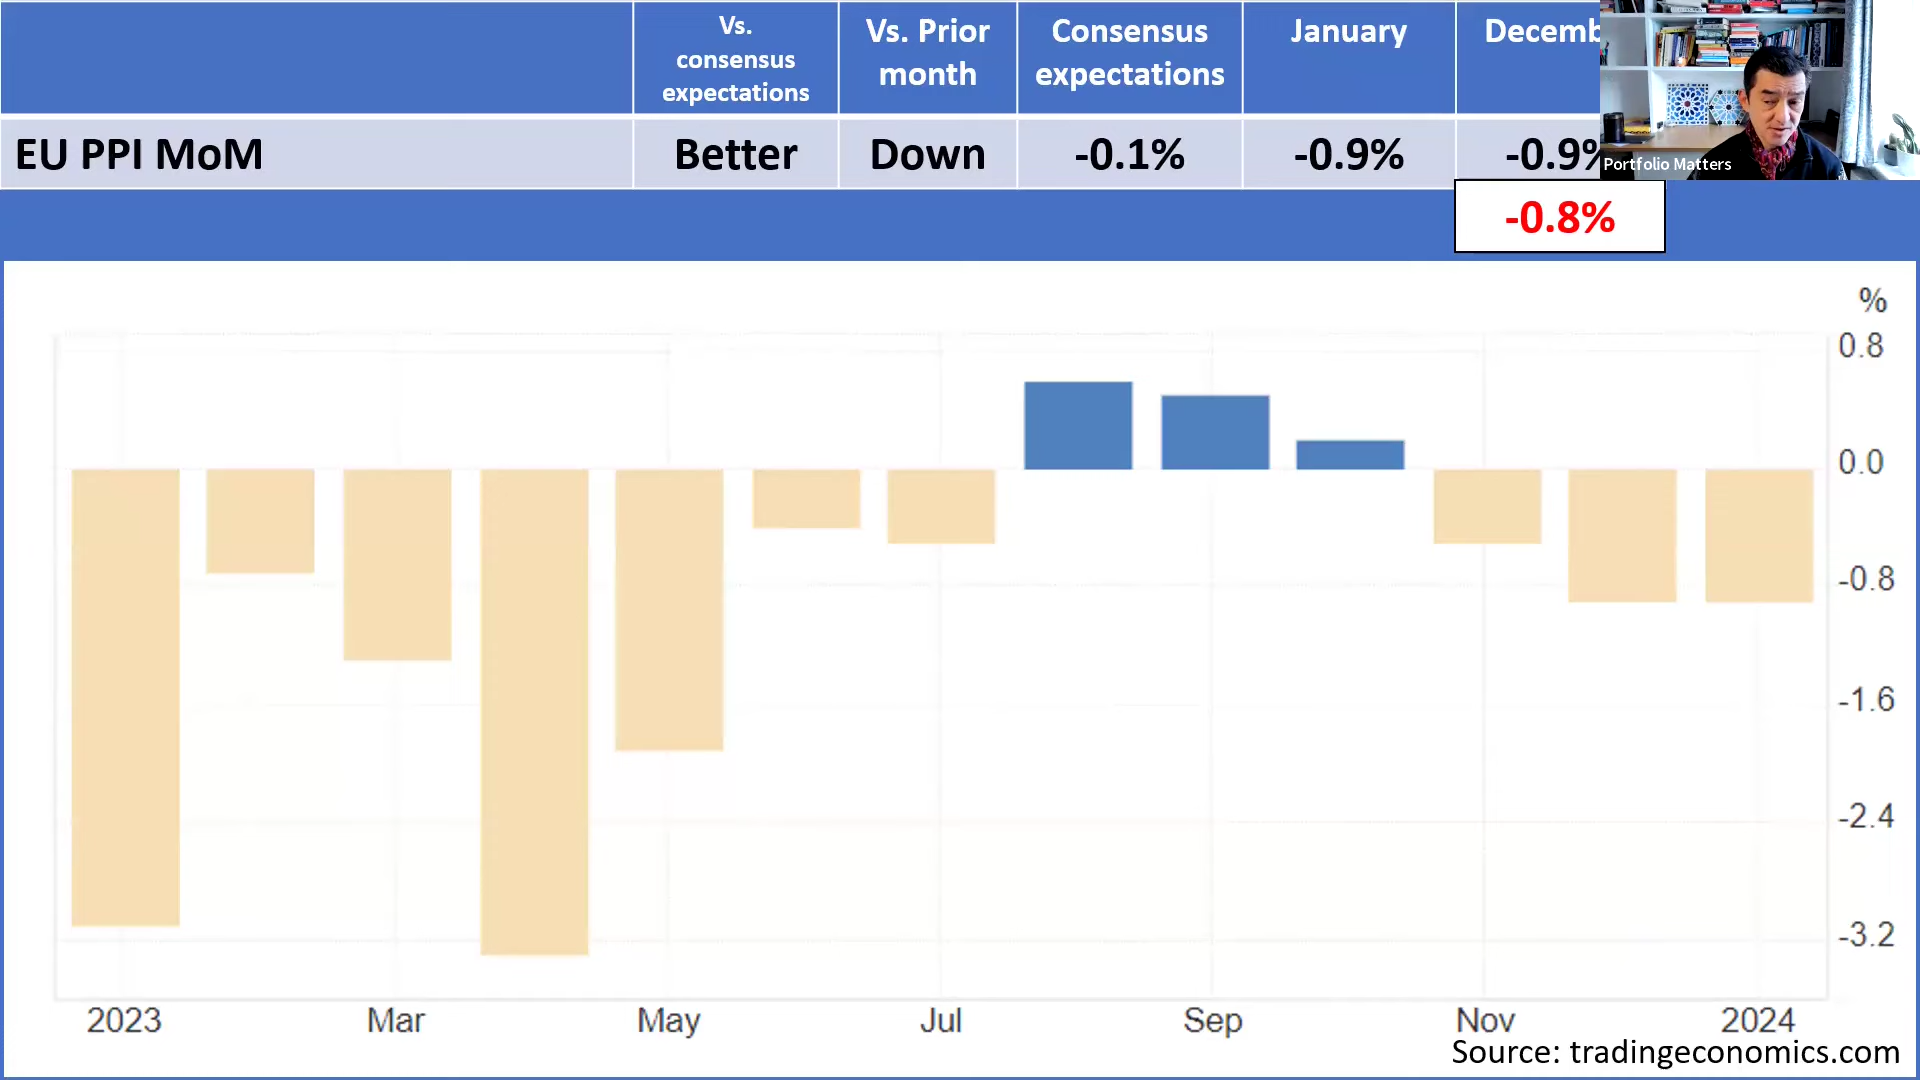 Vs.
consensus
expectations
Vs. Prior
month
Consensus
expectations
January
Decemb
EU PPI MoM
Better
Down
-0.1%
-0.9%
-0.9%
Portfolio Matters
-0.8%
%
0.8
0.0
-0.8
-1.6
-2.4
-3.2
2023
Mar
May
Jul
Sep
Nov
2024
Source: tradingeconomics.com